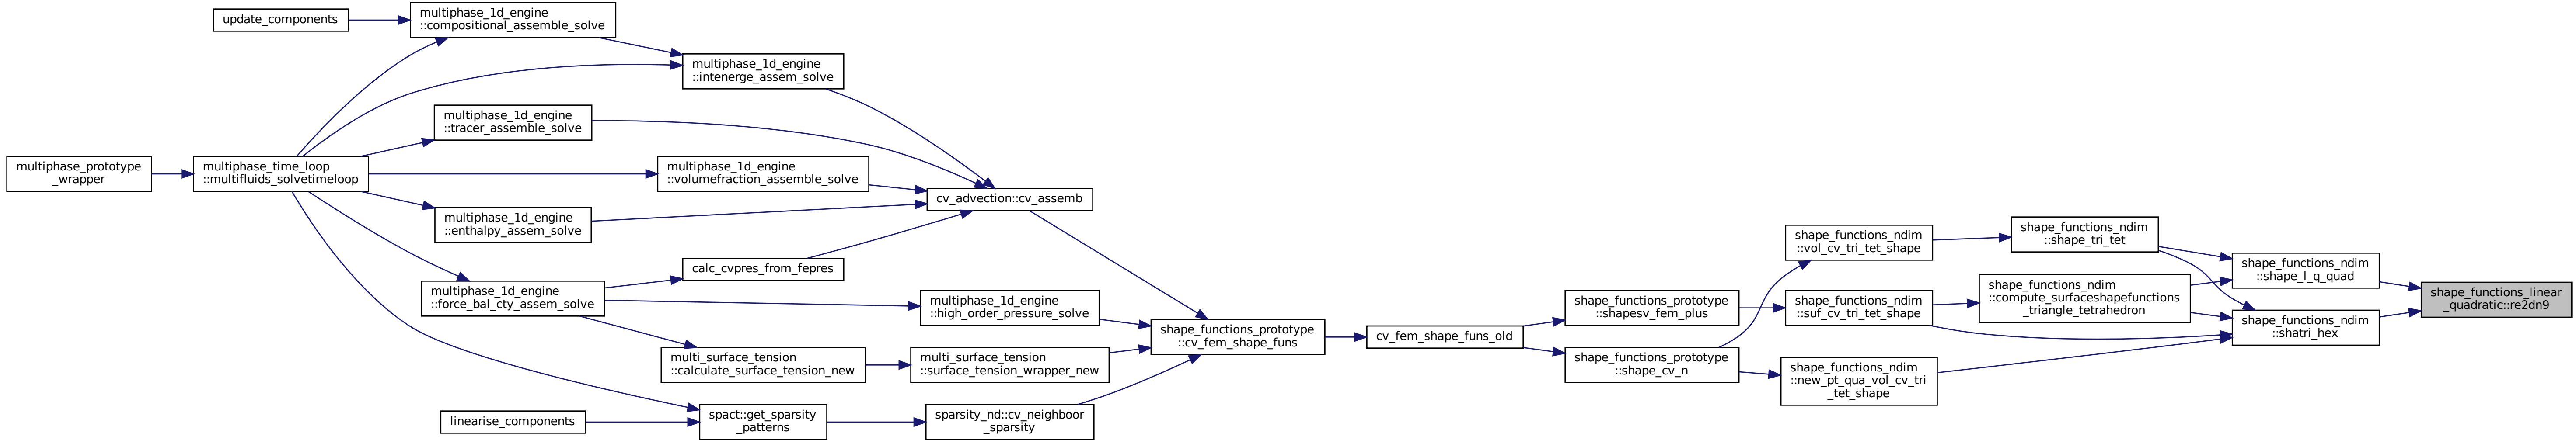 update_components
multiphase_1d_engine
::compositional_assemble_solve
multiphase_1d_engine
::intenerge_assem_solve
multiphase_1d_engine
::tracer_assemble_solve
multiphase_prototype
_wrapper
multiphase_time_loop
::multifluids_solvetimeloop
multiphase_1d_engine
::volumefraction_assemble_solve
cv_advection::cv_assemb
multiphase_1d_engine
::enthalpy_assem_solve
calc_cvpres_from_fepres
multiphase_1d_engine
::force_bal_cty_assem_solve
multiphase_1d_engine
::high_order_pressure_solve
multi_surface_tension
::calculate_surface_tension_new
multi_surface_tension
::surface_tension_wrapper_new
linearise_components
spact::get_sparsity
_patterns
sparsity_nd::cv_neighboor
_sparsity
shape_functions_prototype
::cv_fem_shape_funs
cv_fem_shape_funs_old
shape_functions_prototype
::shapesv_fem_plus
shape_functions_prototype
::shape_cv_n
shape_functions_ndim
::vol_cv_tri_tet_shape
shape_functions_ndim
::suf_cv_tri_tet_shape
shape_functions_ndim
::new_pt_qua_vol_cv_tri
_tet_shape
shape_functions_ndim
::shape_tri_tet
shape_functions_ndim
::compute_surfaceshapefunctions
_triangle_tetrahedron
shape_functions_ndim
::shape_l_q_quad
shape_functions_ndim
::shatri_hex
shape_functions_linear
_quadratic::re2dn9